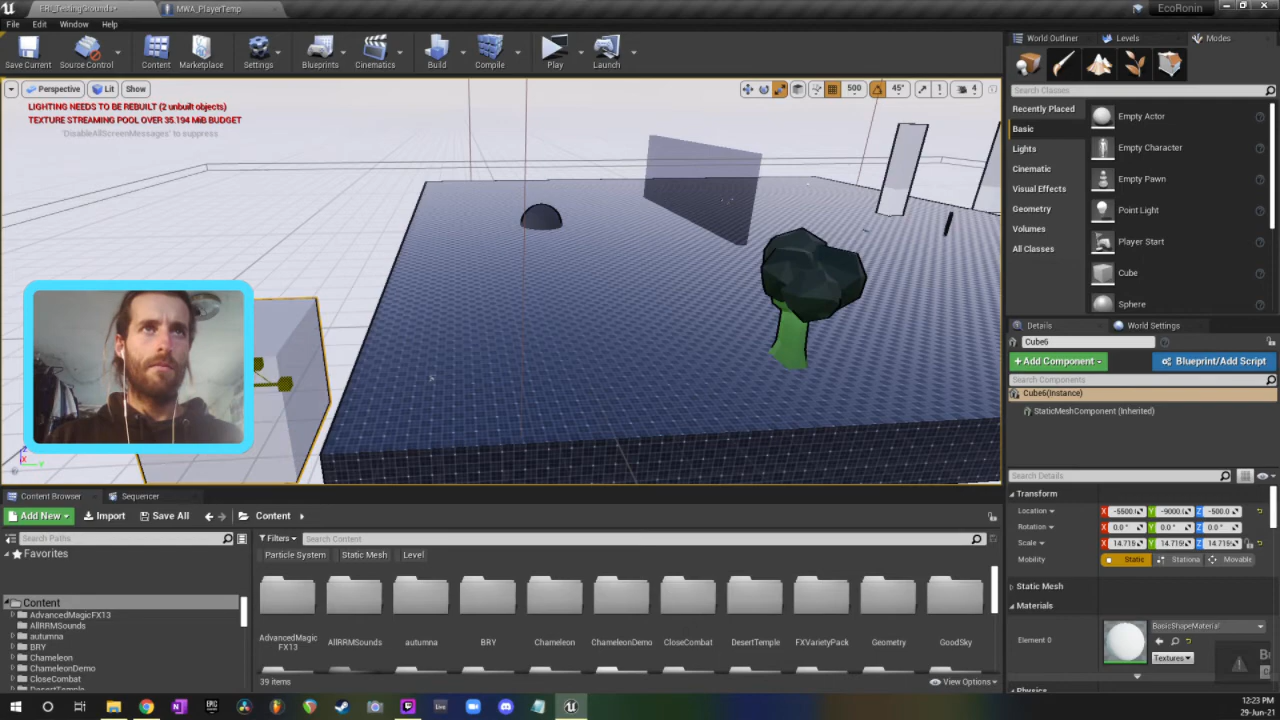 ERI_TestingGrounds*
MWA_PlayerTemp
EcoRonin
File Edit Window Help
Save Current
Source Control
Content
Marketplace
Settings
Blueprints
Cinematics
Build
Compile
Play
Launch
Perspective
Lit
Show
500
45°
1
4
LIGHTING NEEDS TO BE REBUILT (2 unbuilt objects)
TEXTURE STREAMING POOL OVER 35.194 MiB BUDGET
'DisableAllScreenMessages' to suppress
World Outliner
Levels
Modes
Search Classes
Recently Placed
Basic
Lights
Cinematic
Visual Effects
Geometry
Volumes
All Classes
Empty Actor
Empty Character
Empty Pawn
Point Light
Player Start
Cube
Sphere
Details
World Settings
Cube6
+Add Component
Blueprint/Add Script
Search Components
Cube6(Instance)
StaticMeshComponent (Inherited)
Search Details
Transform
Location X -5500.0 Y -9000.0 Z -500.0
Rotation X 0.0 ° Y 0.0 ° Z 0.0 °
Scale X 14.715 Y 14.715 Z 14.715
Mobility Static Stationa Movable
Static Mesh
Materials
Element 0
BasicShapeMaterial
Textures
Physics
Content Browser
Sequencer
Add New
Import
Save All
Content
Search Paths
Favorites
Content
AdvancedMagicFX13
AllRRMSounds
autumna
BRY
Chameleon
ChameleonDemo
CloseCombat
DesertTemple
Filters
Search Content
Particle System
Static Mesh
Level
AdvancedMagic
FX13
AllRRMSounds
autumna
BRY
Chameleon
ChameleonDemo
CloseCombat
DesertTemple
FXVarietyPack
Geometry
GoodSky
39 items
View Options
12:23 PM
29-Jun-21